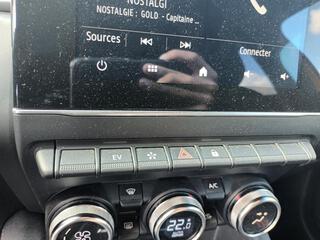 NOSTALGI
NOSTALGIE : GOLD - Capitaine ...
Sources
Connecter
EV
A/C
22.0